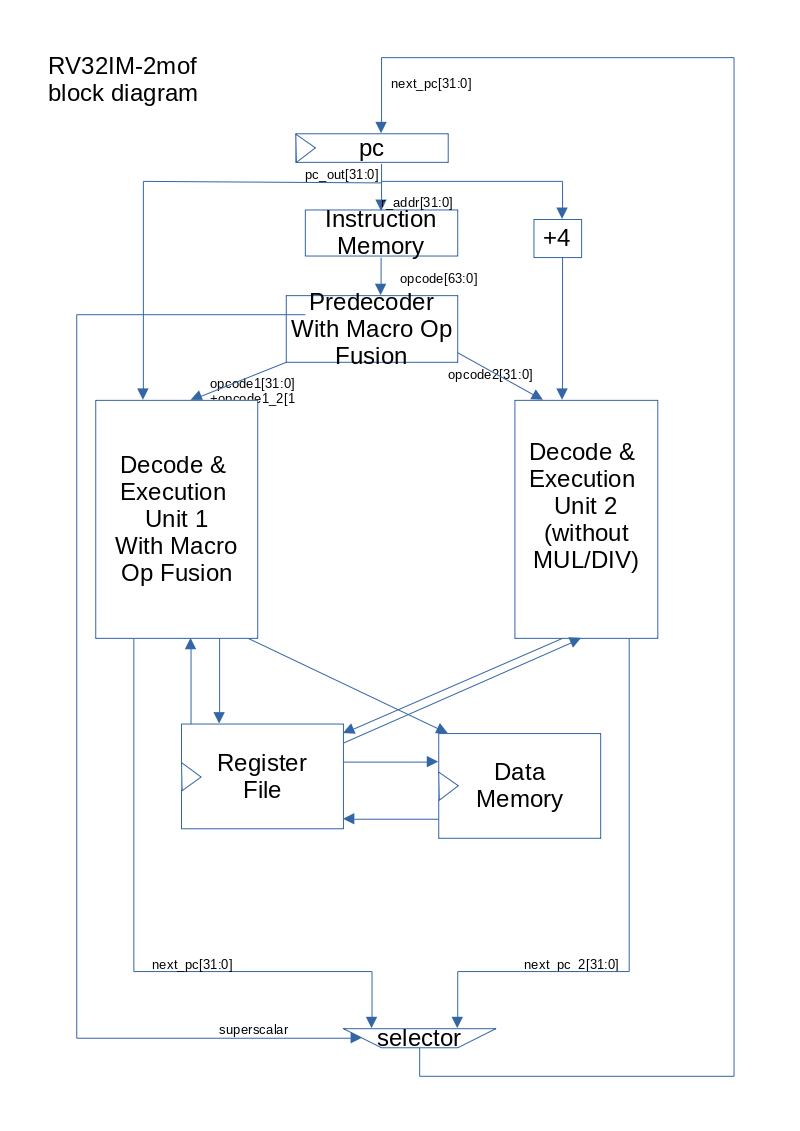 RV32IM-2mof
block diagram
next_pc[31:0]
pc
pc_out[31:0]
r_addr[31:0]
Instruction
Memory
+4
opcode[63:0]
Predecoder
With Macro Op
Fusion
opcode1[31:0]
+opcode1_2[1
opcode2[31:0]
Decode &
Execution
Unit 1
With Macro
Op Fusion
Decode &
Execution
Unit 2
(without
MUL/DIV)
Register
File
Data
Memory
next_pc[31:0]
next_pc_2[31:0]
superscalar
selector